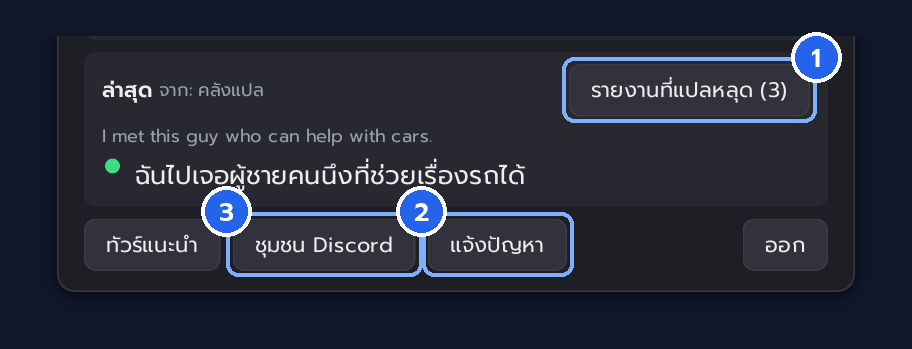 1
ล่าสุด จาก: คลังแปล
รายงานที่แปลหลุด (3)
I met this guy who can help with cars.
ฉันไปเจอผู้ชายคนนึงที่ช่วยเรื่องรถได้
3
2
ทัวร์แนะนำ
ชุมชน Discord
แจ้งปัญหา
ออก